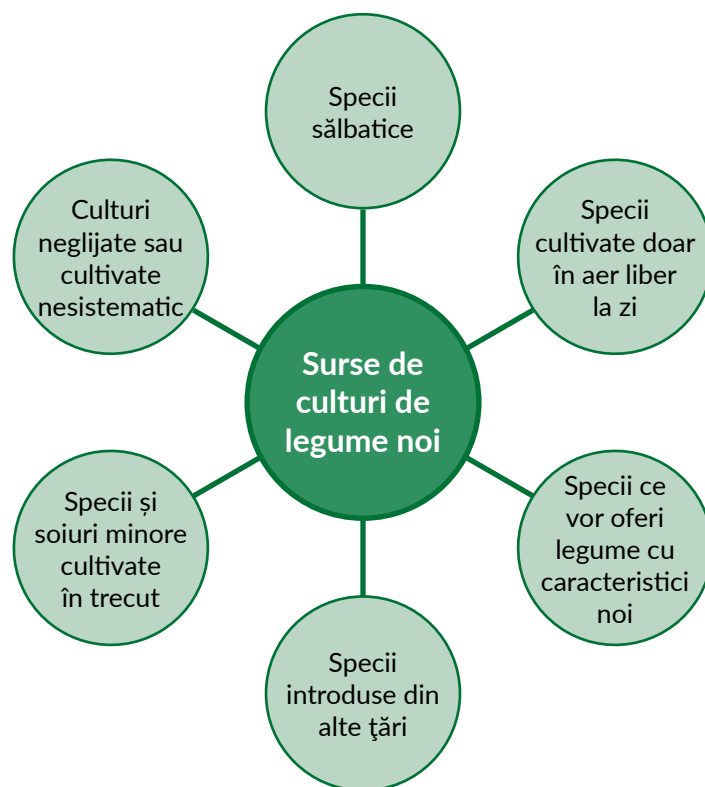 Specii
sălbatice
Culturi
neglijate sau
cultivate
nesistematic
Specii
cultivate doar
în aer liber
la zi
Surse de
culturi de
legume noi
Specii și
soiuri minore
cultivate
în trecut
Specii ce
vor oferi
legume cu
caracteristici
noi
Specii
introduse din
alte ţări